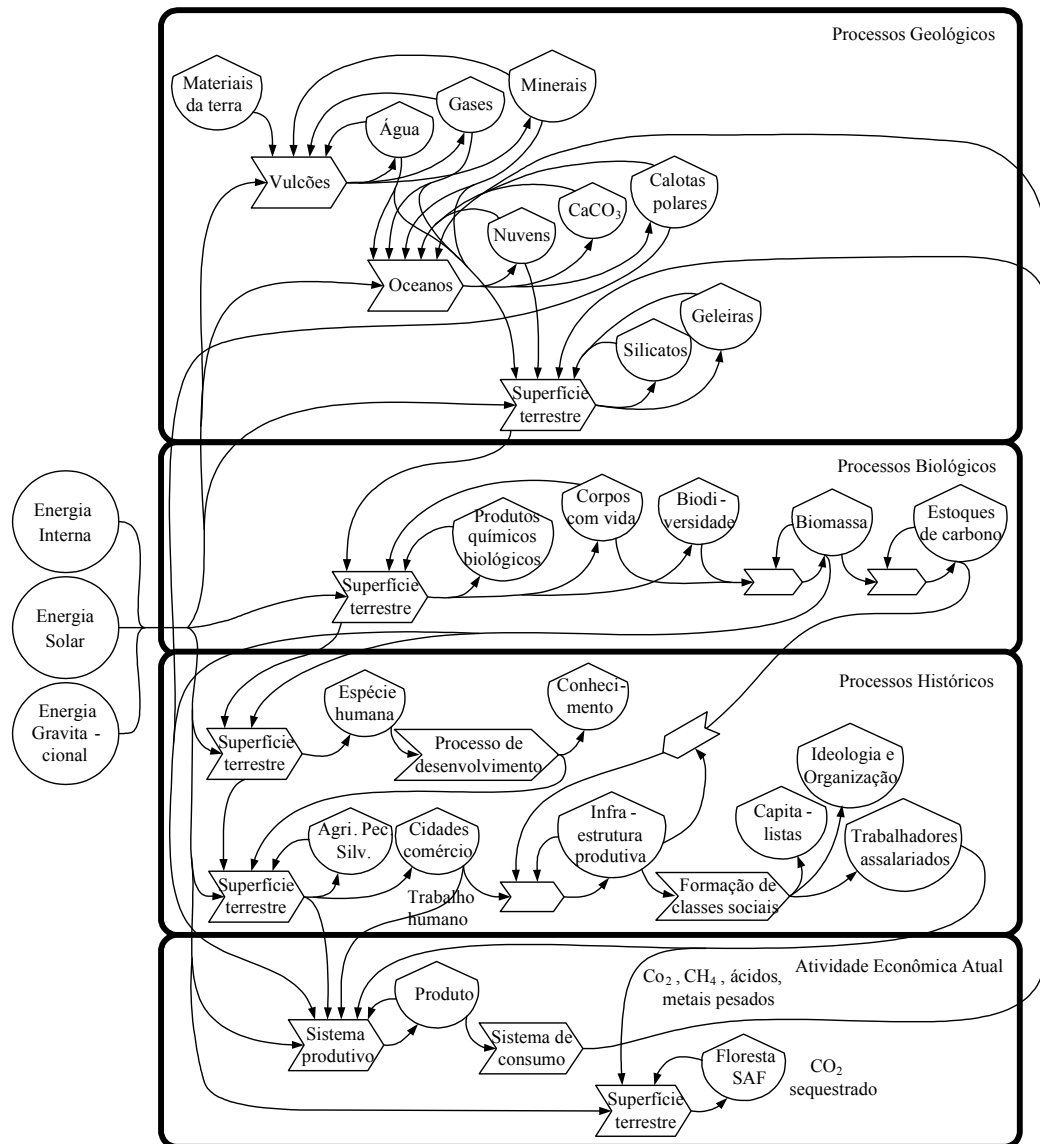 Processos Geológicos
Materiais
da terra
Gases
Minerais
Água
Vulcões
CaCO3
Calotas
polares
Nuvens
Oceanos
Geleiras
Silicatos
Superfície
terrestre
Processos Biológicos
Energia
Interna
Energia
Solar
Energia
Gravita -
cional
Produtos
químicos
biológicos
Corpos
com vida
Biodi -
versidade
Biomassa
Estoques
de carbono
Superfície
terrestre
Processos Históricos
Espécie
humana
Conheci-
mento
Superfície
terrestre
Processo de
desenvolvimento
Ideologia e
Organização
Agri. Pec.
Silv.
Cidades
comércio
Infra -
estrutura
produtiva
Capita -
listas
Trabalhadores
assalariados
Superfície
terrestre
Trabalho
humano
Formação de
classes sociais
Atividade Econômica Atual
Co2 , CH4 , ácidos,
metais pesados
Produto
Sistema
produtivo
Sistema de
consumo
Floresta
SAF
CO2
sequestrado
Superfície
terrestre